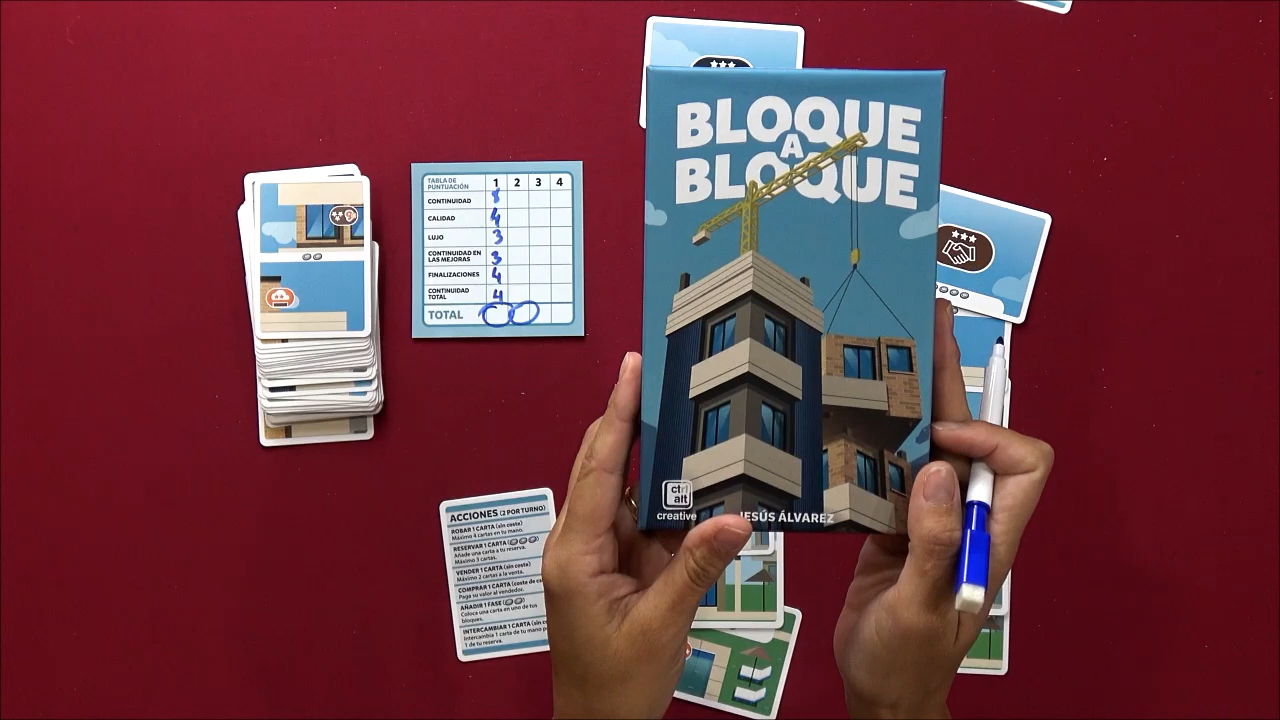 BLOQUE
A
BLOQUE
ctrl
alt
creative
JESÚS ÁLVAREZ
TABLA DE
PUNTUACIÓN 1 2 3 4
CONTINUIDAD 8
CALIDAD 4
LUJO 3
CONTINUIDAD EN
LAS MEJORAS 3
FINALIZACIONES 4
CONTINUIDAD
TOTAL 4
TOTAL
ACCIONES (2 POR TURNO)
ROBAR 1 CARTA (sin coste)
Máximo 4 cartas en tu mano.
RESERVAR 1 CARTA
Añade una carta a tu reserva.
Máximo 3 cartas.
VENDER 1 CARTA (sin coste)
Máximo 2 cartas a la venta.
COMPRAR 1 CARTA (coste de
Paga su valor al vendedor.
AÑADIR 1 FASE
Coloca una carta en uno de tus
bloques.
INTERCAMBIAR 1 CARTA (sin
Intercambia 1 carta de tu mano
1 de tu reserva.